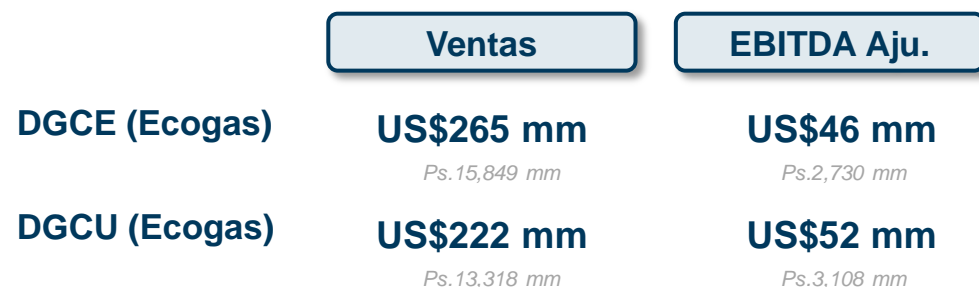 Ventas EBITDA Aju.
DGCE (Ecogas) US$265 mm US$46 mm
Ps.15,849 mm Ps.2,730 mm
DGCU (Ecogas) US$222 mm US$52 mm
Ps.13,318 mm Ps.3,108 mm